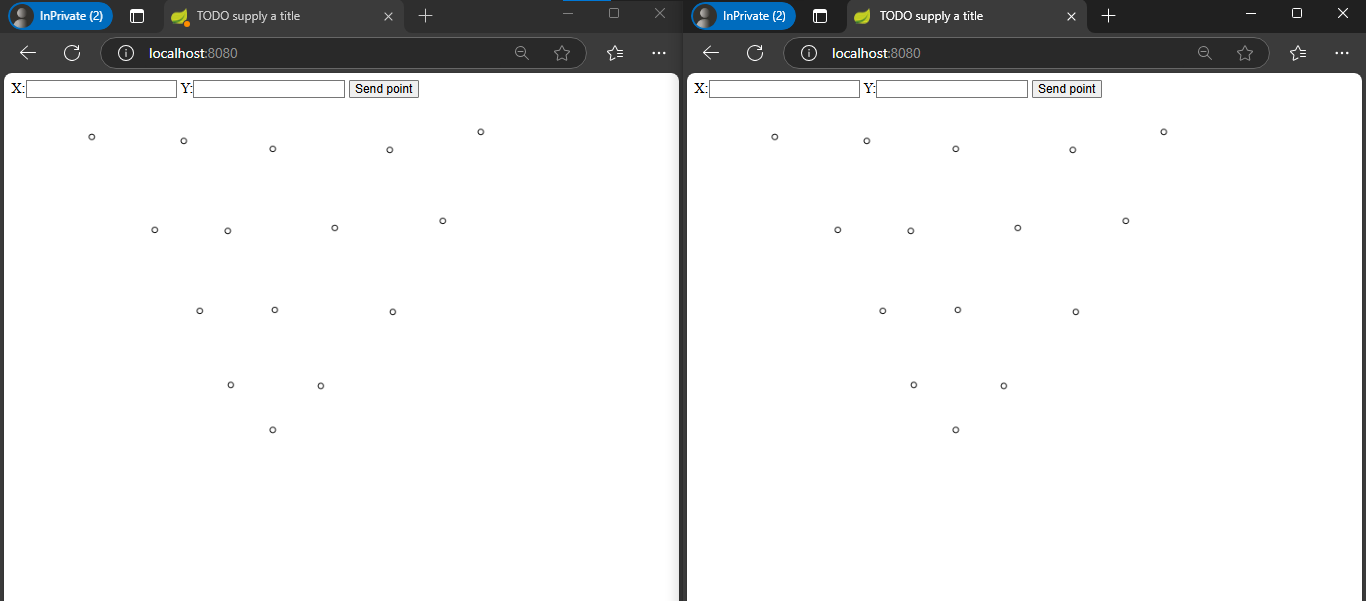 InPrivate (2) TODO supply a title
localhost:8080
X: Y: Send point
InPrivate (2) TODO supply a title
localhost:8080
X: Y: Send point